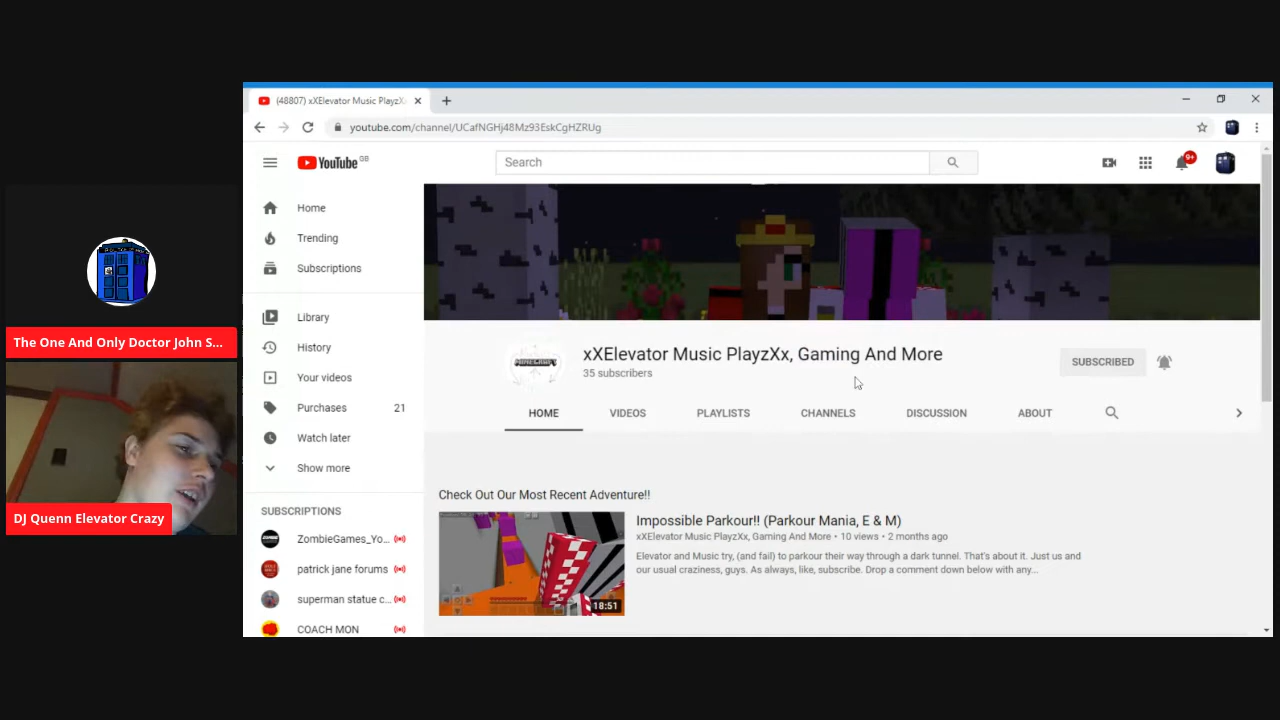 The One And Only Doctor John S...
DJ Quenn Elevator Crazy
(48807) xXElevator Music PlayzX
youtube.com/channel/UCafNGHj48Mz93EskCgHZRUg
YouTube GB
Search
9+
Home
Trending
Subscriptions
Library
History
Your videos
Purchases 21
Watch later
Show more
SUBSCRIPTIONS
ZombieGames_Yo...
patrick jane forums
superman statue c...
COACH MON
MINECRAFT
xXElevator Music PlayzXx, Gaming And More
35 subscribers
SUBSCRIBED
HOME VIDEOS PLAYLISTS CHANNELS DISCUSSION ABOUT
Check Out Our Most Recent Adventure!!
18:51
Impossible Parkour!! (Parkour Mania, E & M)
xXElevator Music PlayzXx, Gaming And More • 10 views • 2 months ago
Elevator and Music try, (and fail) to parkour their way through a dark tunnel. That's about it. Just us and
our usual craziness, guys. As always, like, subscribe. Drop a comment down below with any...